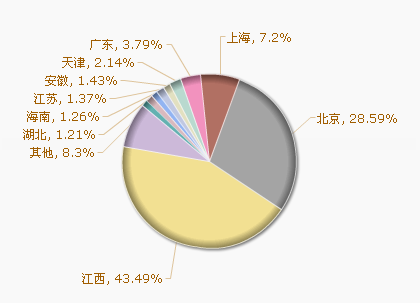 上海, 7.2%
广东, 3.79%
天津, 2.14%
安徽, 1.43%
江苏, 1.37%
海南, 1.26%
湖北, 1.21%
其他, 8.3%
北京, 28.59%
江西, 43.49%